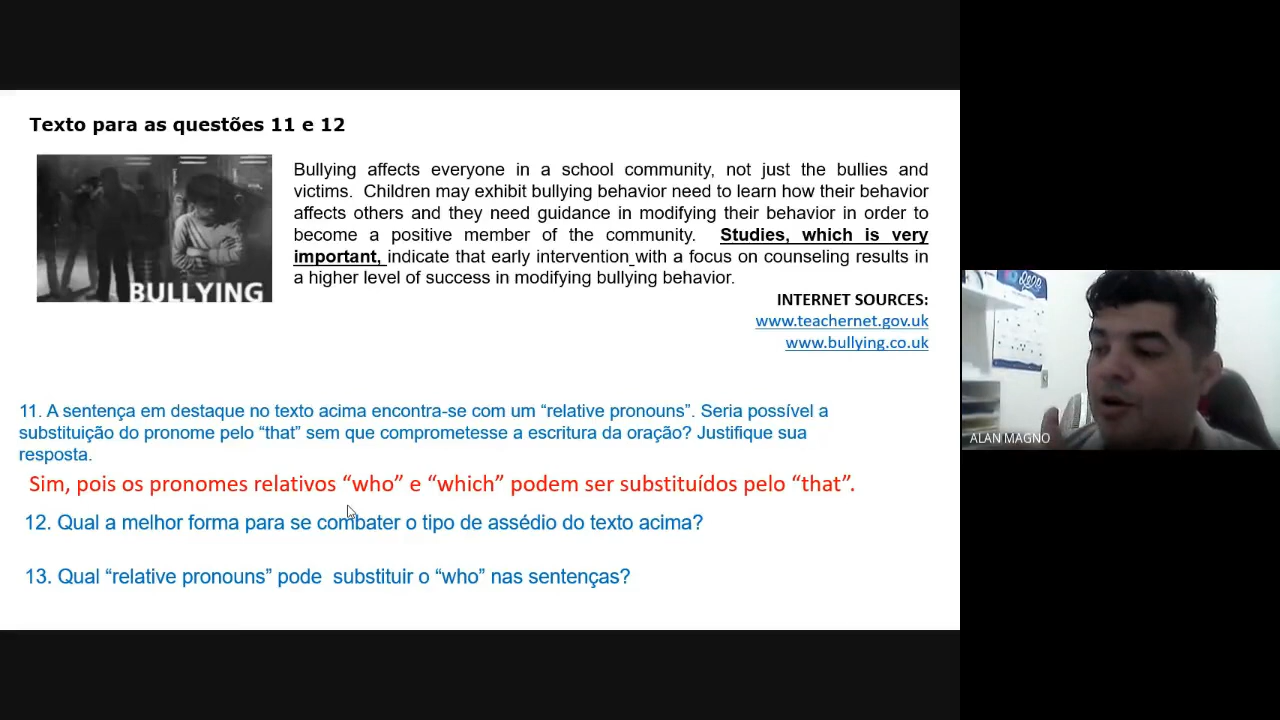 Texto para as questões 11 e 12
Bullying affects everyone in a school community, not just the bullies and
victims. Children may exhibit bullying behavior need to learn how their behavior
affects others and they need guidance in modifying their behavior in order to
become a positive member of the community. Studies, which is very
important, indicate that early intervention with a focus on counseling results in
a higher level of success in modifying bullying behavior.
BULLYING
INTERNET SOURCES:
www.teachernet.gov.uk
www.bullying.co.uk
11. A sentença em destaque no texto acima encontra-se com um “relative pronouns”. Seria possível a
substituição do pronome pelo “that” sem que comprometesse a escritura da oração? Justifique sua
resposta.
Sim, pois os pronomes relativos “who” e “which” podem ser substituídos pelo “that”.
12. Qual a melhor forma para se combater o tipo de assédio do texto acima?
13. Qual “relative pronouns” pode substituir o “who” nas sentenças?
ALAN MAGNO